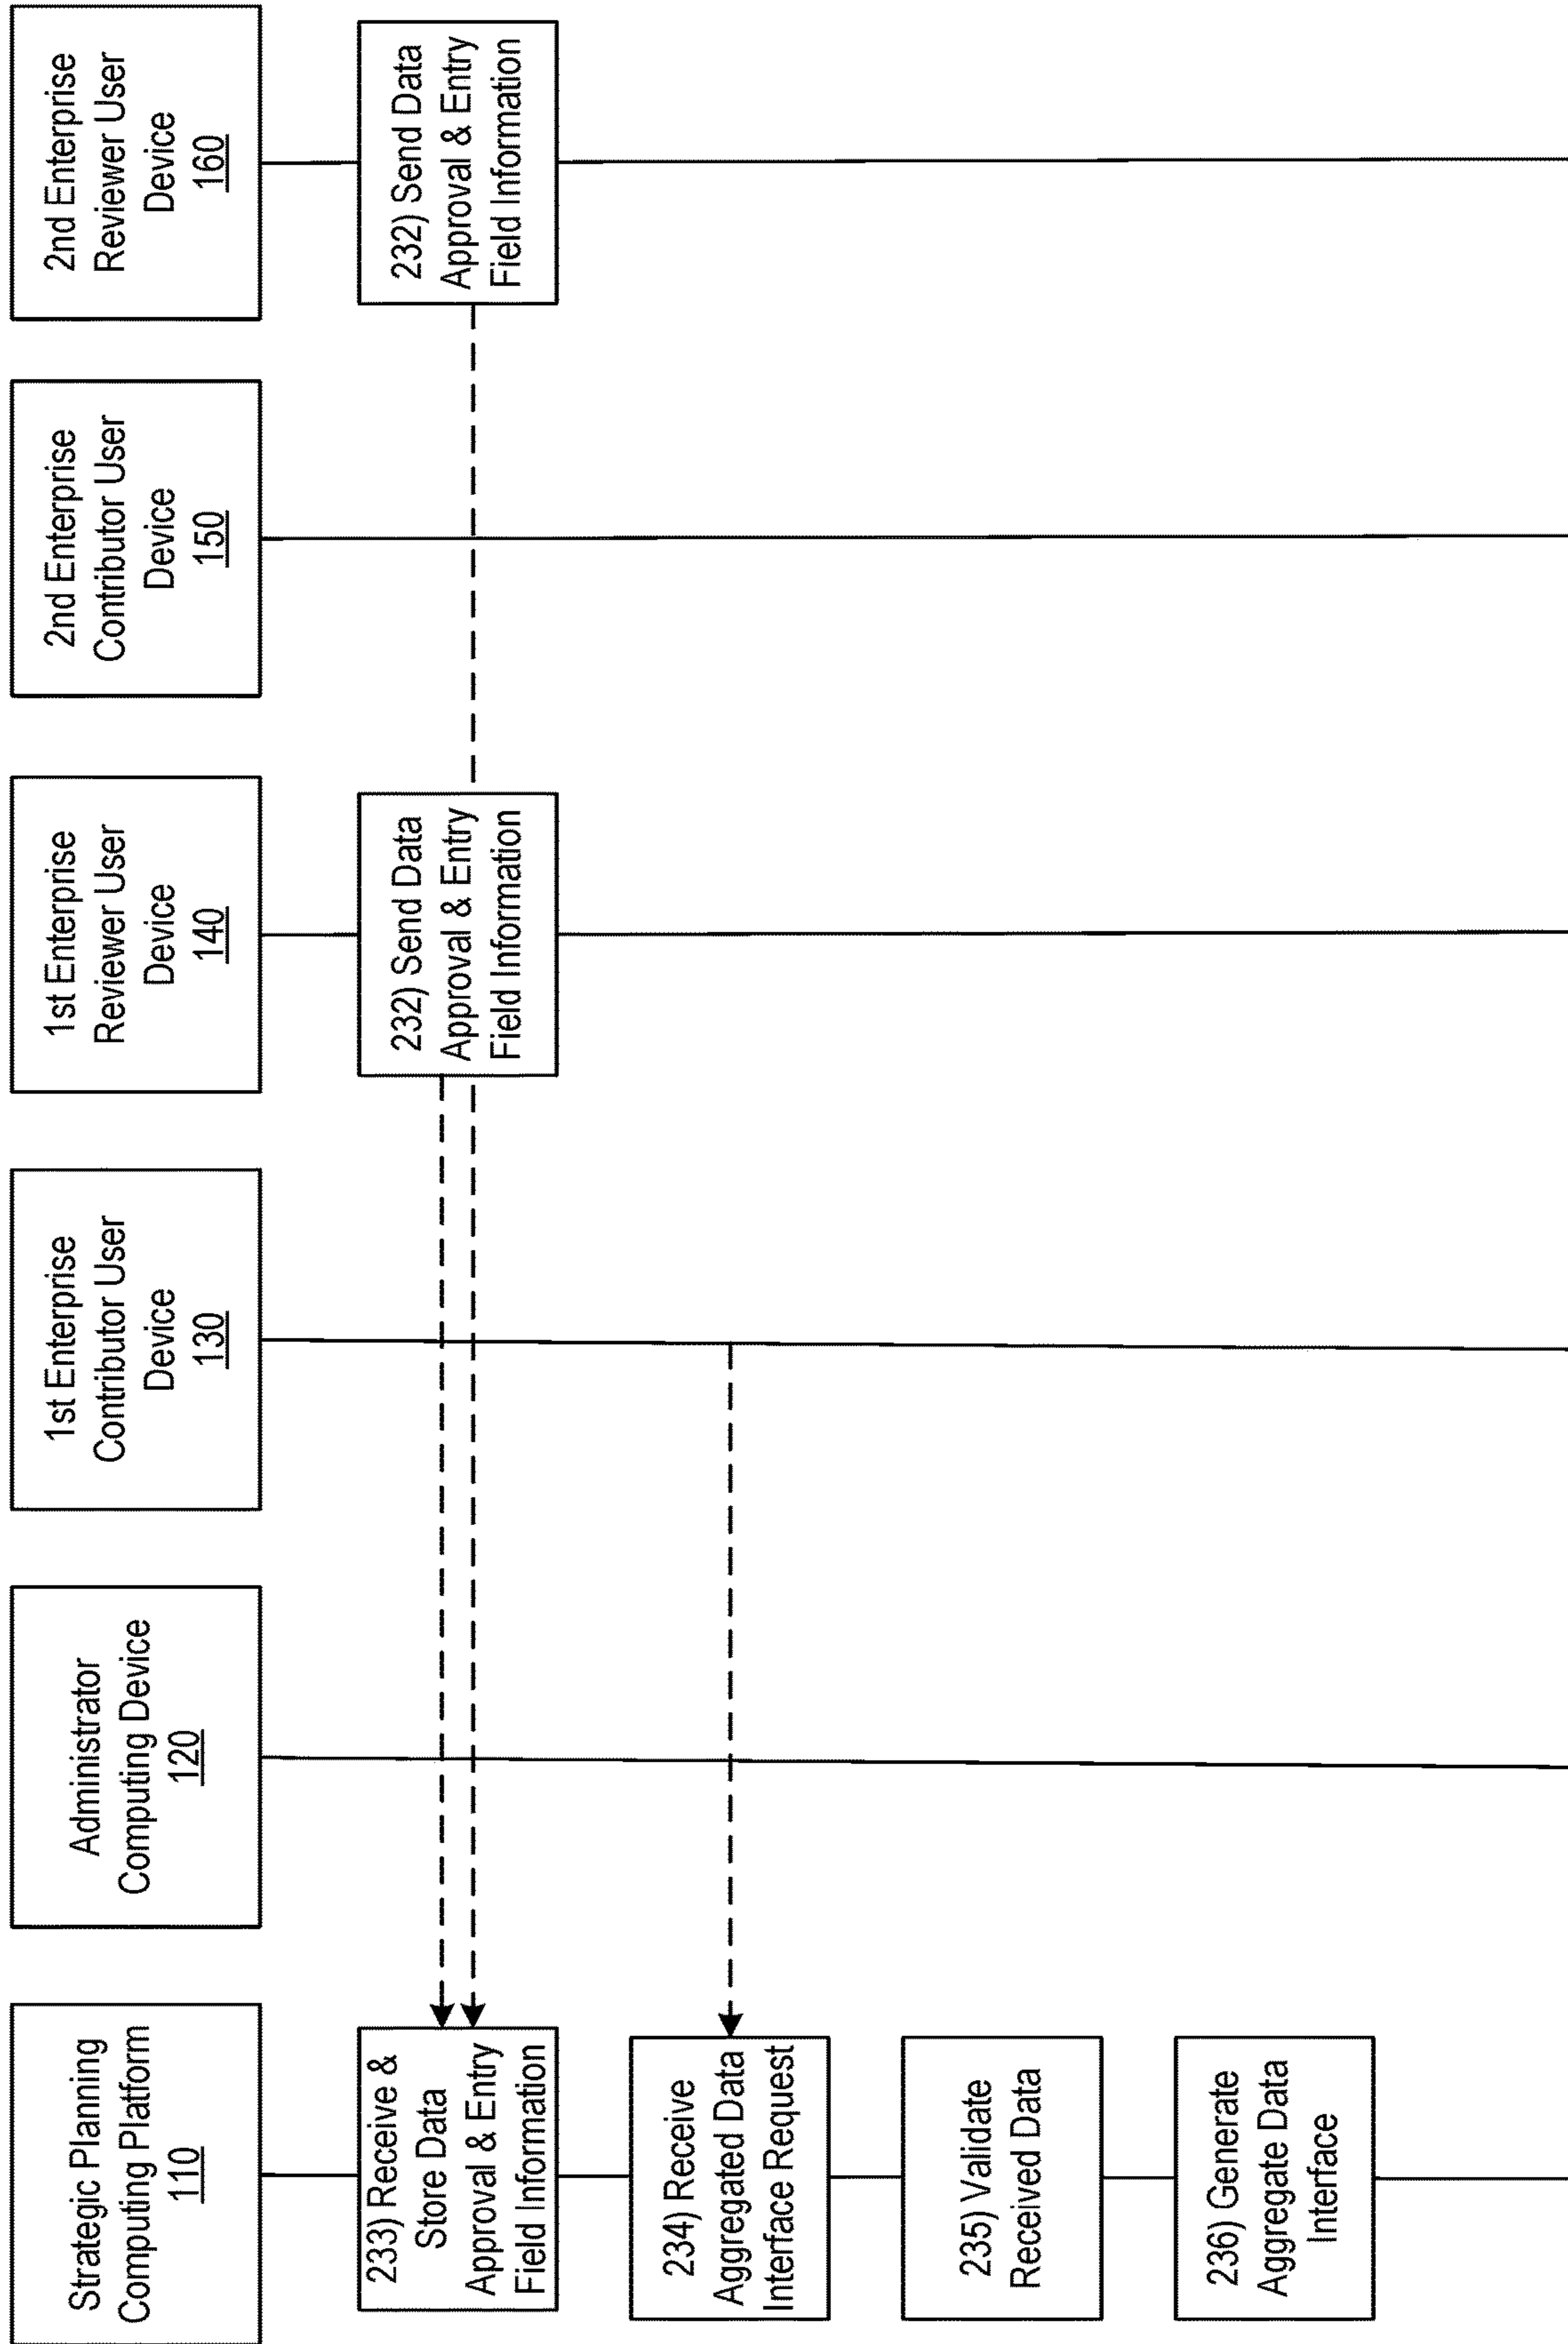 Strategic Planning
Computing Platform
110
Administrator
Computing Device
120
1st Enterprise
Contributor User
Device
130
1st Enterprise
Reviewer User
Device
140
2nd Enterprise
Contributor User
Device
150
2nd Enterprise
Reviewer User
Device
160
233) Receive &
Store Data
Approval & Entry
Field Information
232) Send Data
Approval & Entry
Field Information
232) Send Data
Approval & Entry
Field Information
234) Receive
Aggregated Data
Interface Request
235) Validate
Received Data
236) Generate
Aggregate Data
Interface